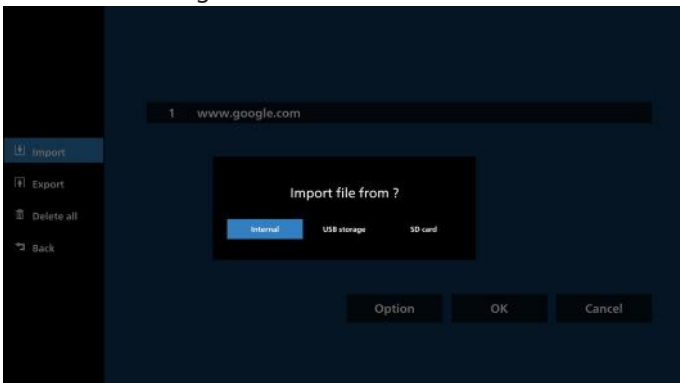 1 www.google.com
Import
Export
Delete all
Back
Import file from ?
Internal USB storage SD card
Option OK Cancel